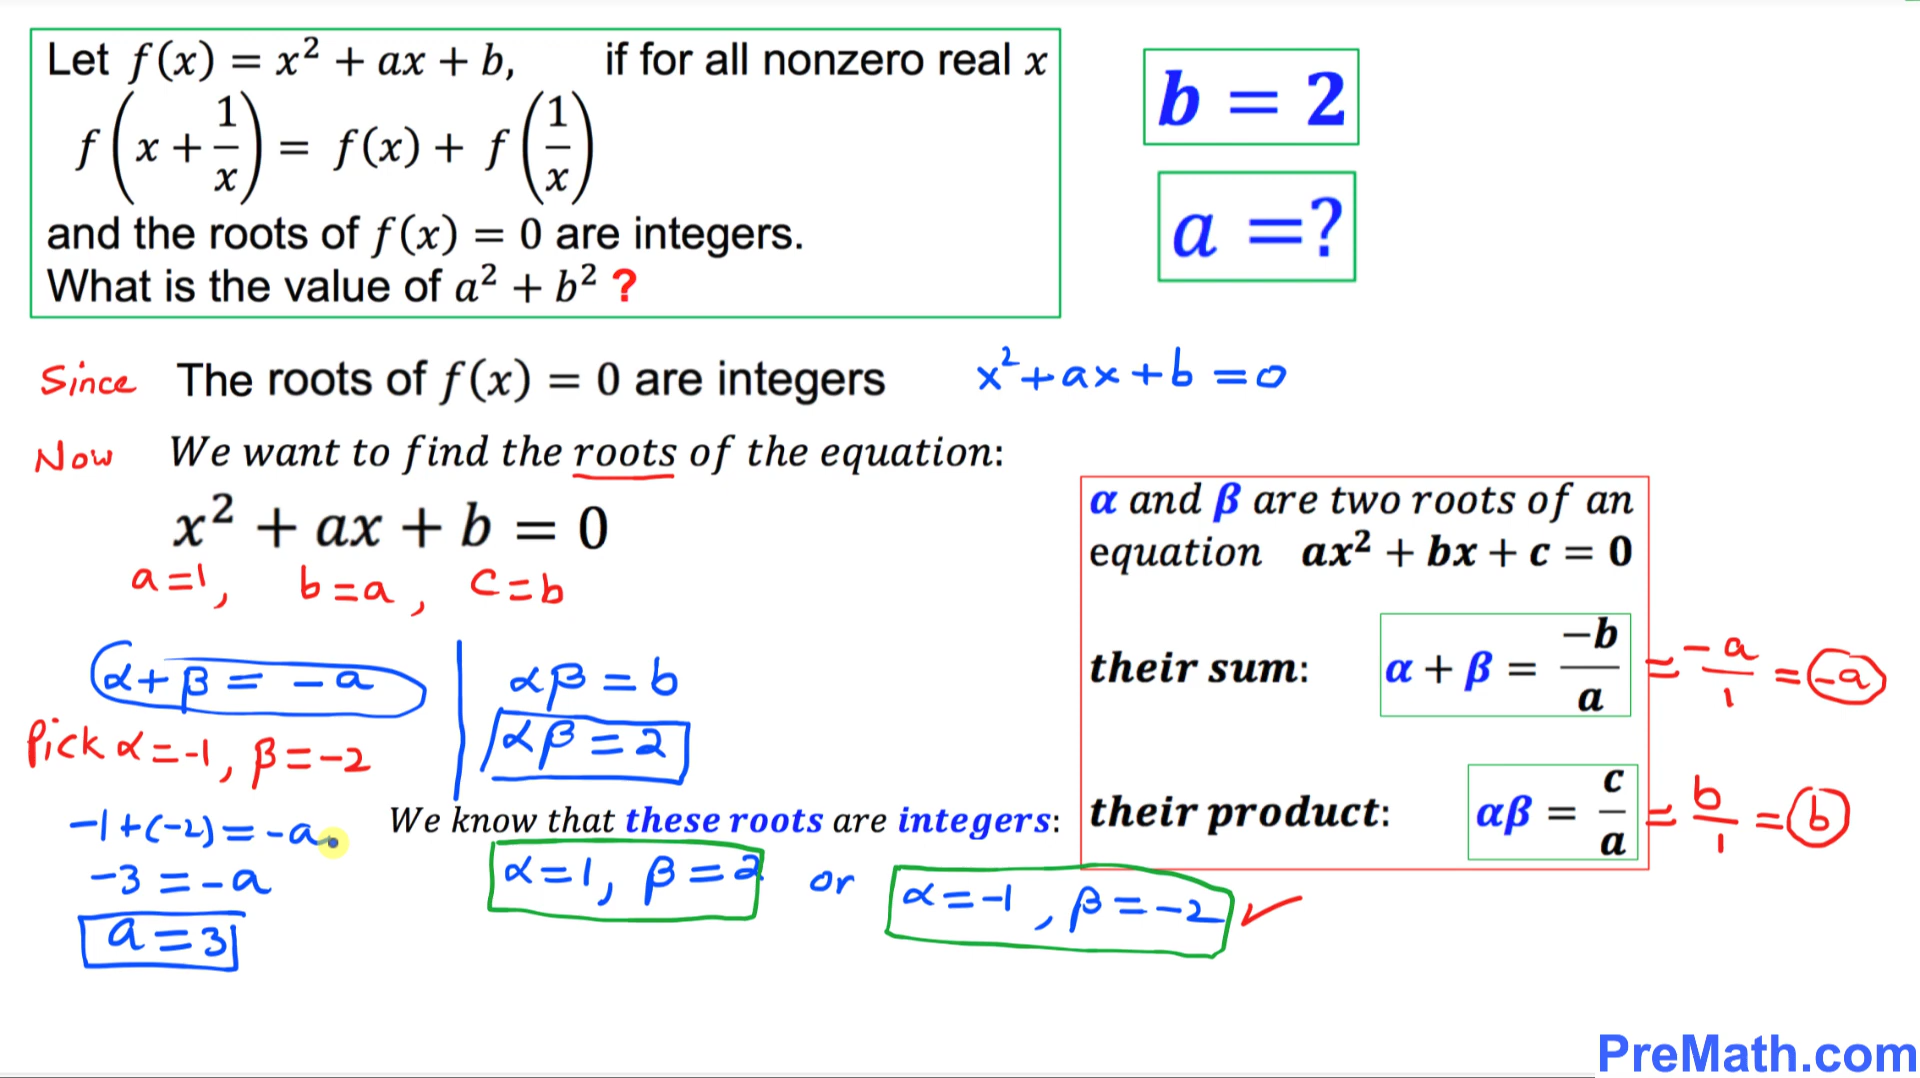 Let f(x) = x² + ax + b, if for all nonzero real x
f(x + 1/x) = f(x) + f(1/x)
and the roots of f(x) = 0 are integers.
What is the value of a² + b² ?
b = 2
a =?
Since The roots of f(x) = 0 are integers x²+ax+b=0
Now We want to find the roots of the equation:
x² + ax + b = 0
a=1, b=a, c=b
α+β = -a
αβ = b
Pick α=-1, β=-2
αβ = 2
-1+(-2)=-a
-3=-a
a=3
We know that these roots are integers:
α=1, β=2 or α=-1, β=-2 ✓
α and β are two roots of an
equation ax² + bx + c = 0
their sum: α + β = -b/a = -a/1 = -a
their product: αβ = c/a = b/1 = b
PreMath.com